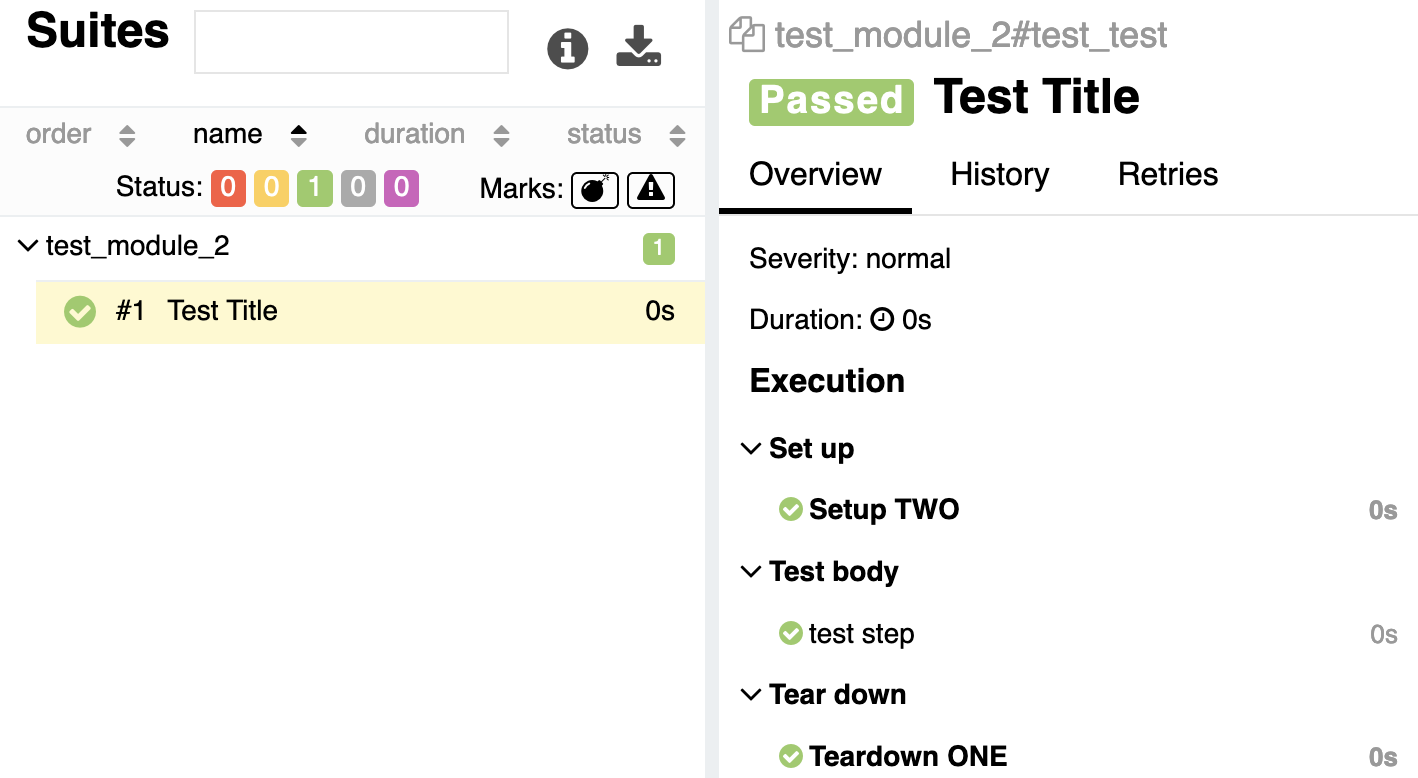 Suites
order name duration status
Status: 0 0 1 0 0 Marks:
test_module_2 1
#1 Test Title 0s
test_module_2#test_test
Passed Test Title
Overview History Retries
Severity: normal
Duration: 0s
Execution
Set up
Setup TWO 0s
Test body
test step 0s
Tear down
Teardown ONE 0s